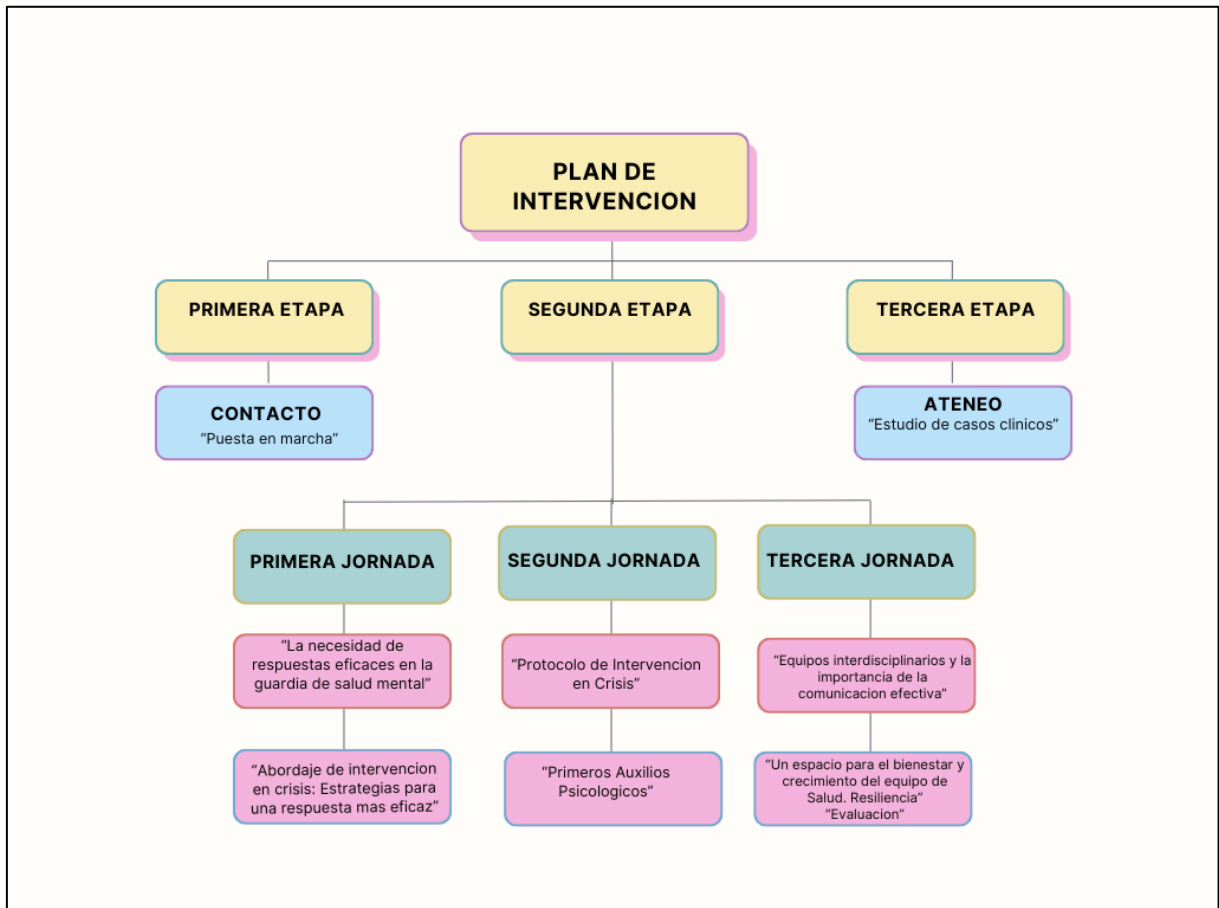 PLAN DE
INTERVENCION
PRIMERA ETAPA
SEGUNDA ETAPA
TERCERA ETAPA
CONTACTO
“Puesta en marcha”
ATENEO
“Estudio de casos clinicos”
PRIMERA JORNADA
SEGUNDA JORNADA
TERCERA JORNADA
“La necesidad de
respuestas eficaces en la
guardia de salud mental”
“Protocolo de Intervencion
en Crisis”
“Equipos interdisciplinarios y la
importancia de la
comunicacion efectiva”
“Abordaje de intervencion
en crisis: Estrategias para
una respuesta mas eficaz”
“Primeros Auxilios
Psicologicos”
“Un espacio para el bienestar y
crecimiento del equipo de
Salud. Resiliencia”
“Evaluacion“